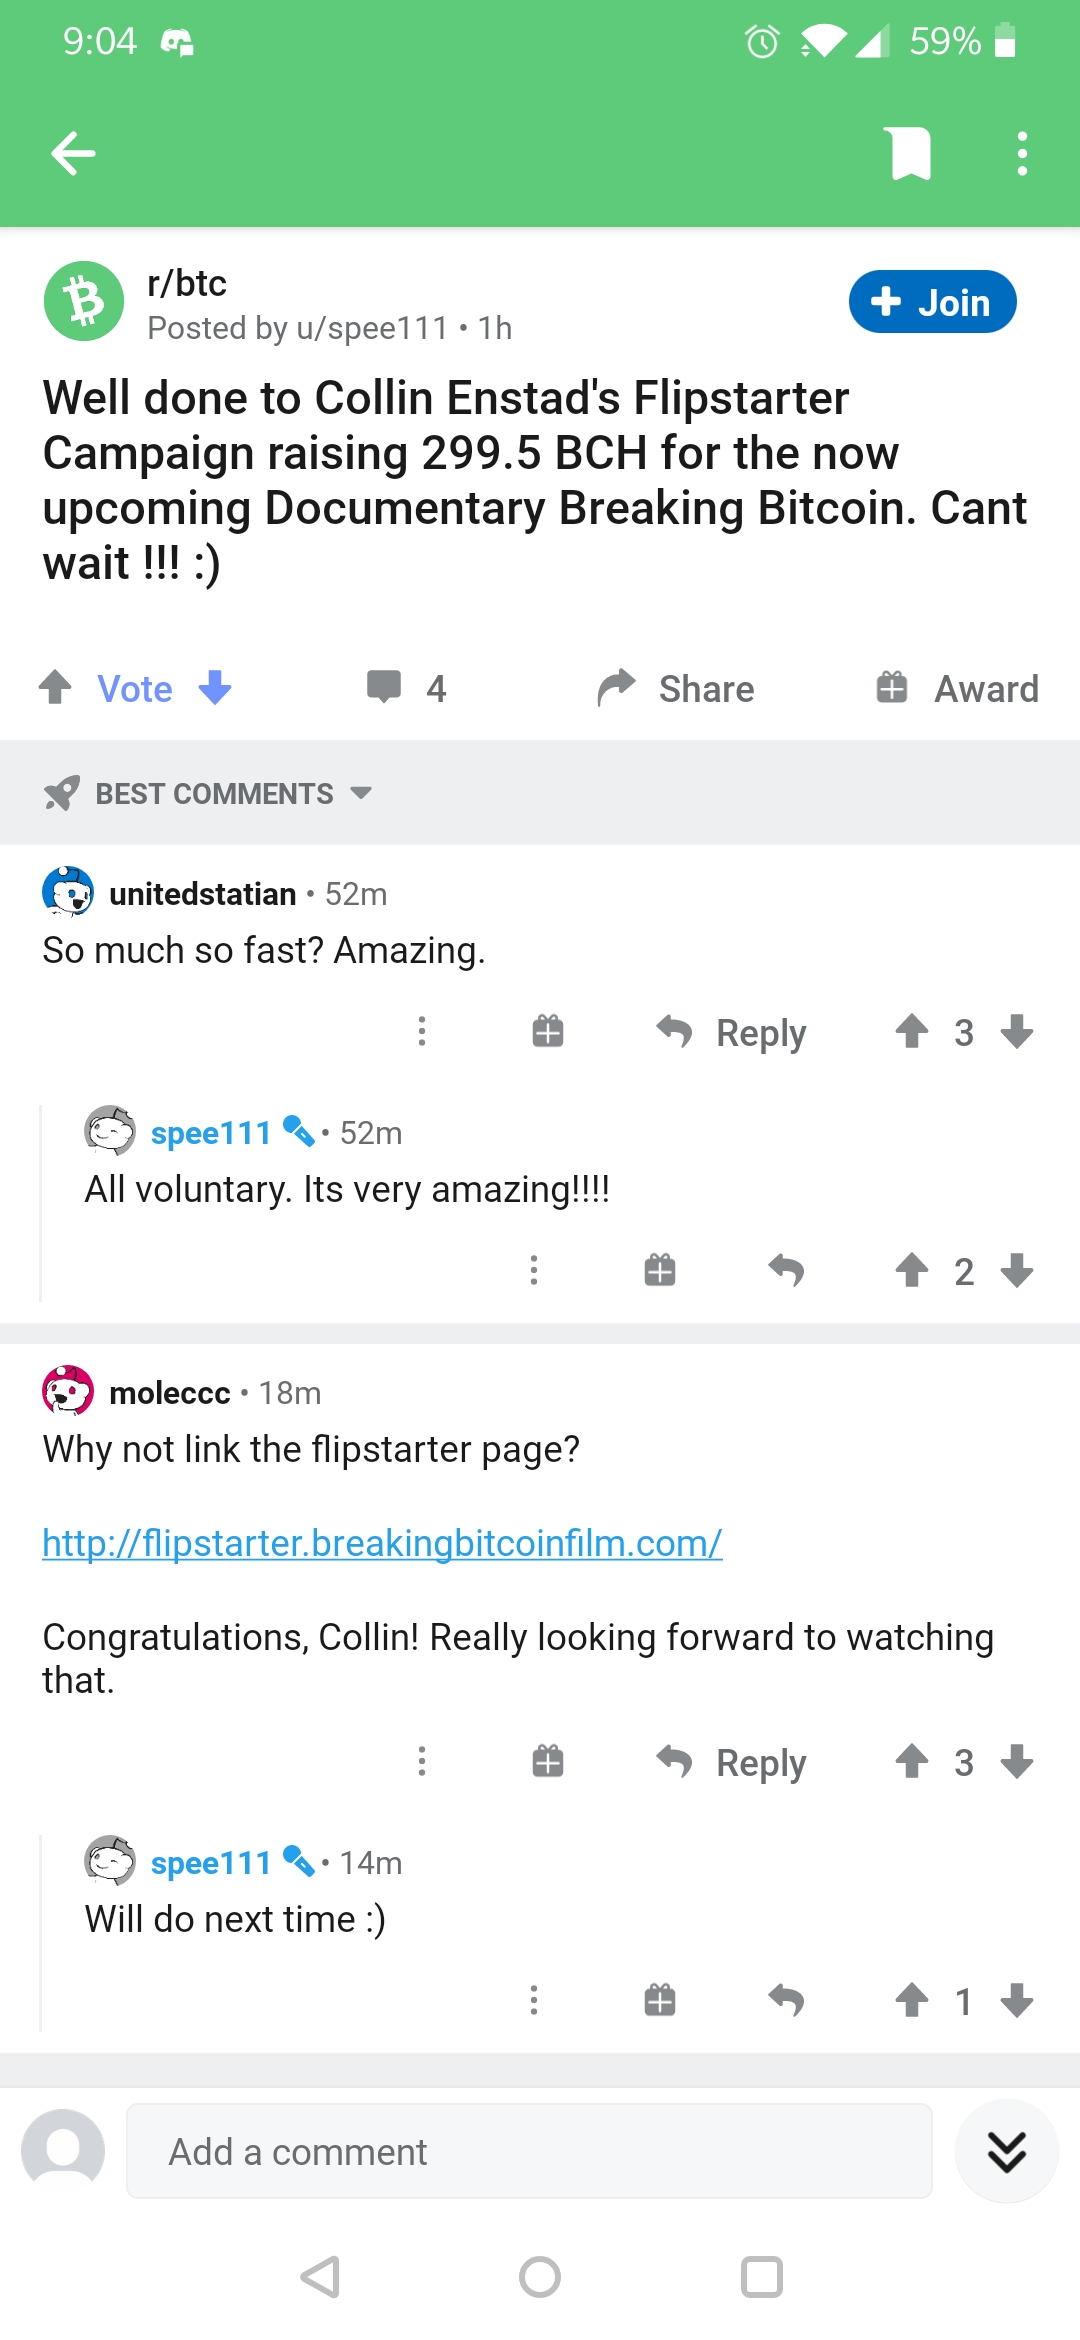 9:04
59%
r/btc
Posted by u/spee111 • 1h
Join
Well done to Collin Enstad's Flipstarter
Campaign raising 299.5 BCH for the now
upcoming Documentary Breaking Bitcoin. Cant
wait !!! :)
Vote
4
Share
Award
BEST COMMENTS
unitedstatian • 52m
So much so fast? Amazing.
Reply
3
spee111 • 52m
All voluntary. Its very amazing!!!!
2
moleccc • 18m
Why not link the flipstarter page?
http://flipstarter.breakingbitcoinfilm.com/
Congratulations, Collin! Really looking forward to watching
that.
Reply
3
spee111 • 14m
Will do next time :)
1
Add a comment